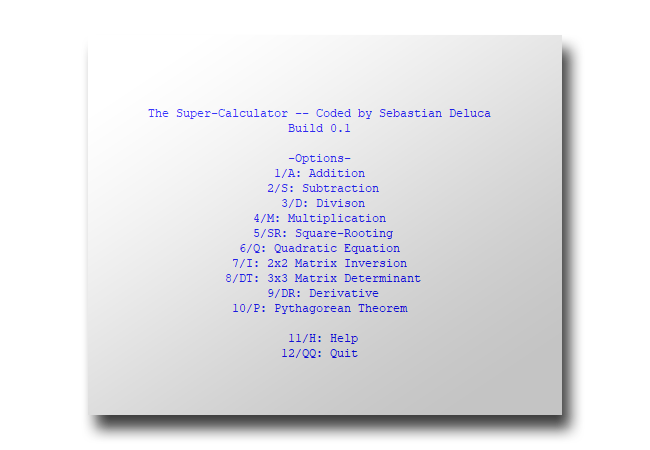 The Super-Calculator -- Coded by Sebastian Deluca
Build 0.1
-Options-
1/A: Addition
2/S: Subtraction
3/D: Divison
4/M: Multiplication
5/SR: Square-Rooting
6/Q: Quadratic Equation
7/I: 2x2 Matrix Inversion
8/DT: 3x3 Matrix Determinant
9/DR: Derivative
10/P: Pythagorean Theorem
11/H: Help
12/QQ: Quit